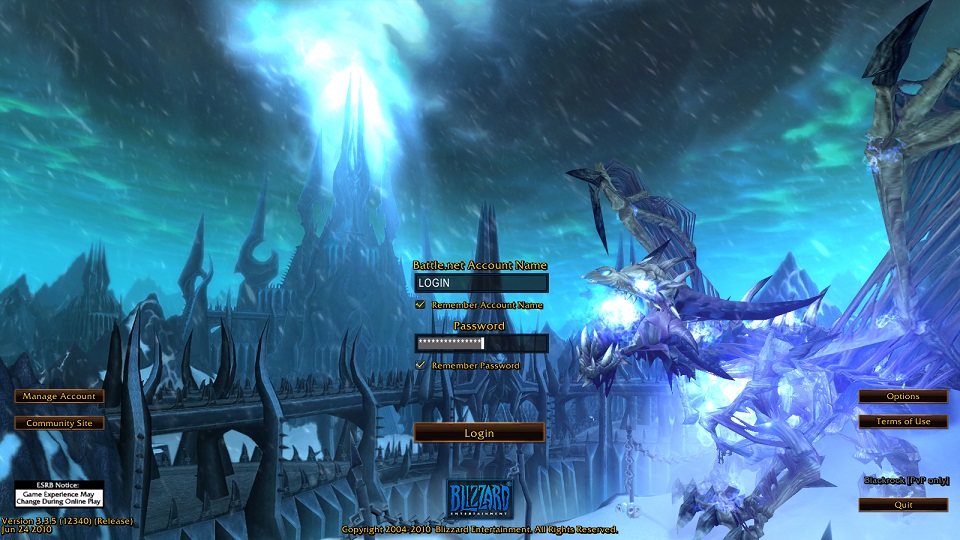 Battle.net Account Name
LOGIN
Remember Account Name
Password
****************
Remember Password
Manage Account
Community Site
Login
Options
Terms of Use
Blackrock [PvP only]
Quit
ESRB Notice:
Game Experience May
Change During Online Play
BLIZZARD
ENTERTAINMENT
Version 3.3.5 (12340) (Release)
Jun 24 2010
Copyright 2004-2010 Blizzard Entertainment. All Rights Reserved.